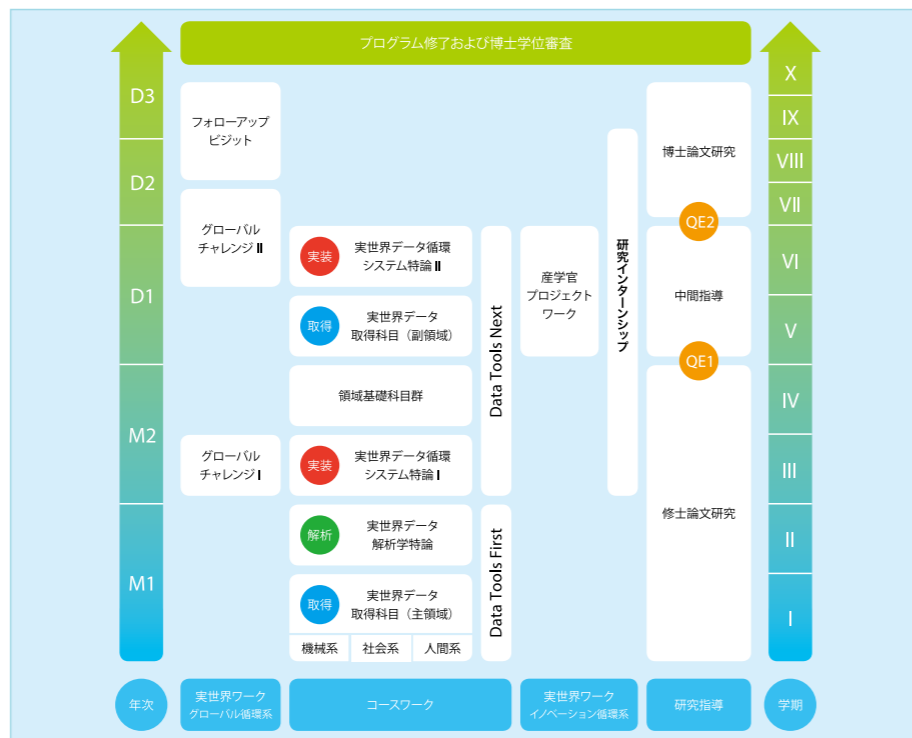 プログラム修了および博士学位審査
D3
D2
D1
M2
M1
フォローアップ
ビジット
グローバル
チャレンジ II
グローバル
チャレンジ I
実装
実世界データ循環
システム特論 II
取得
実世界データ
取得科目（副領域）
領域基礎科目群
実装
実世界データ循環
システム特論 I
解析
実世界データ
解析学特論
取得
実世界データ
取得科目（主領域）
機械系
社会系
人間系
Data Tools Next
Data Tools First
産学官
プロジェクト
ワーク
研究インターンシップ
博士論文研究
QE2
中間指導
QE1
修士論文研究
X
IX
VIII
VII
VI
V
IV
III
II
I
年次
実世界ワーク
グローバル循環系
コースワーク
実世界ワーク
イノベーション循環系
研究指導
学期